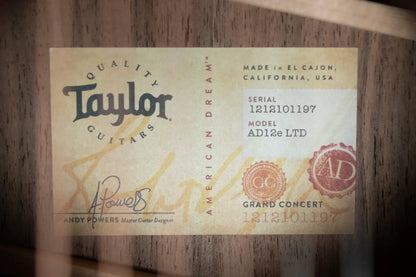 QUALITY
Taylor
GUITARS
ANDY POWERS Master Guitar Designer
AMERICAN DREAM™
MADE IN EL CAJON,
CALIFORNIA, USA
SERIAL
1212101197
MODEL
AD12e LTD
GC
AD
GRAND CONCERT
1212101197